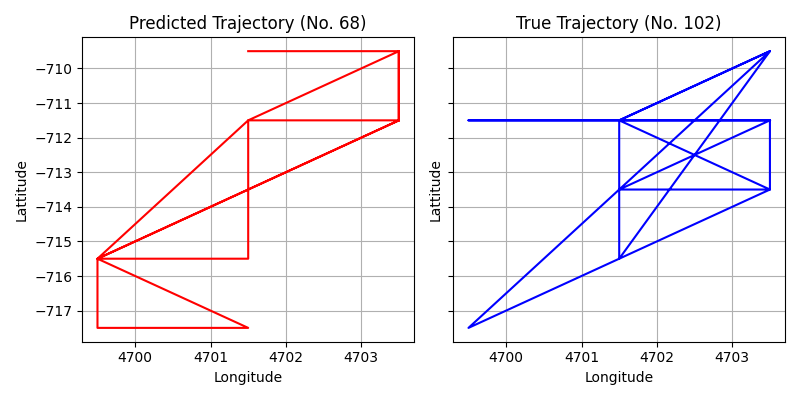 Predicted Trajectory (No. 68)
True Trajectory (No. 102)
−710
−711
−712
−713
−714
−715
−716
−717
Lattitude
Lattitude
4700 4701 4702 4703
4700 4701 4702 4703
Longitude
Longitude